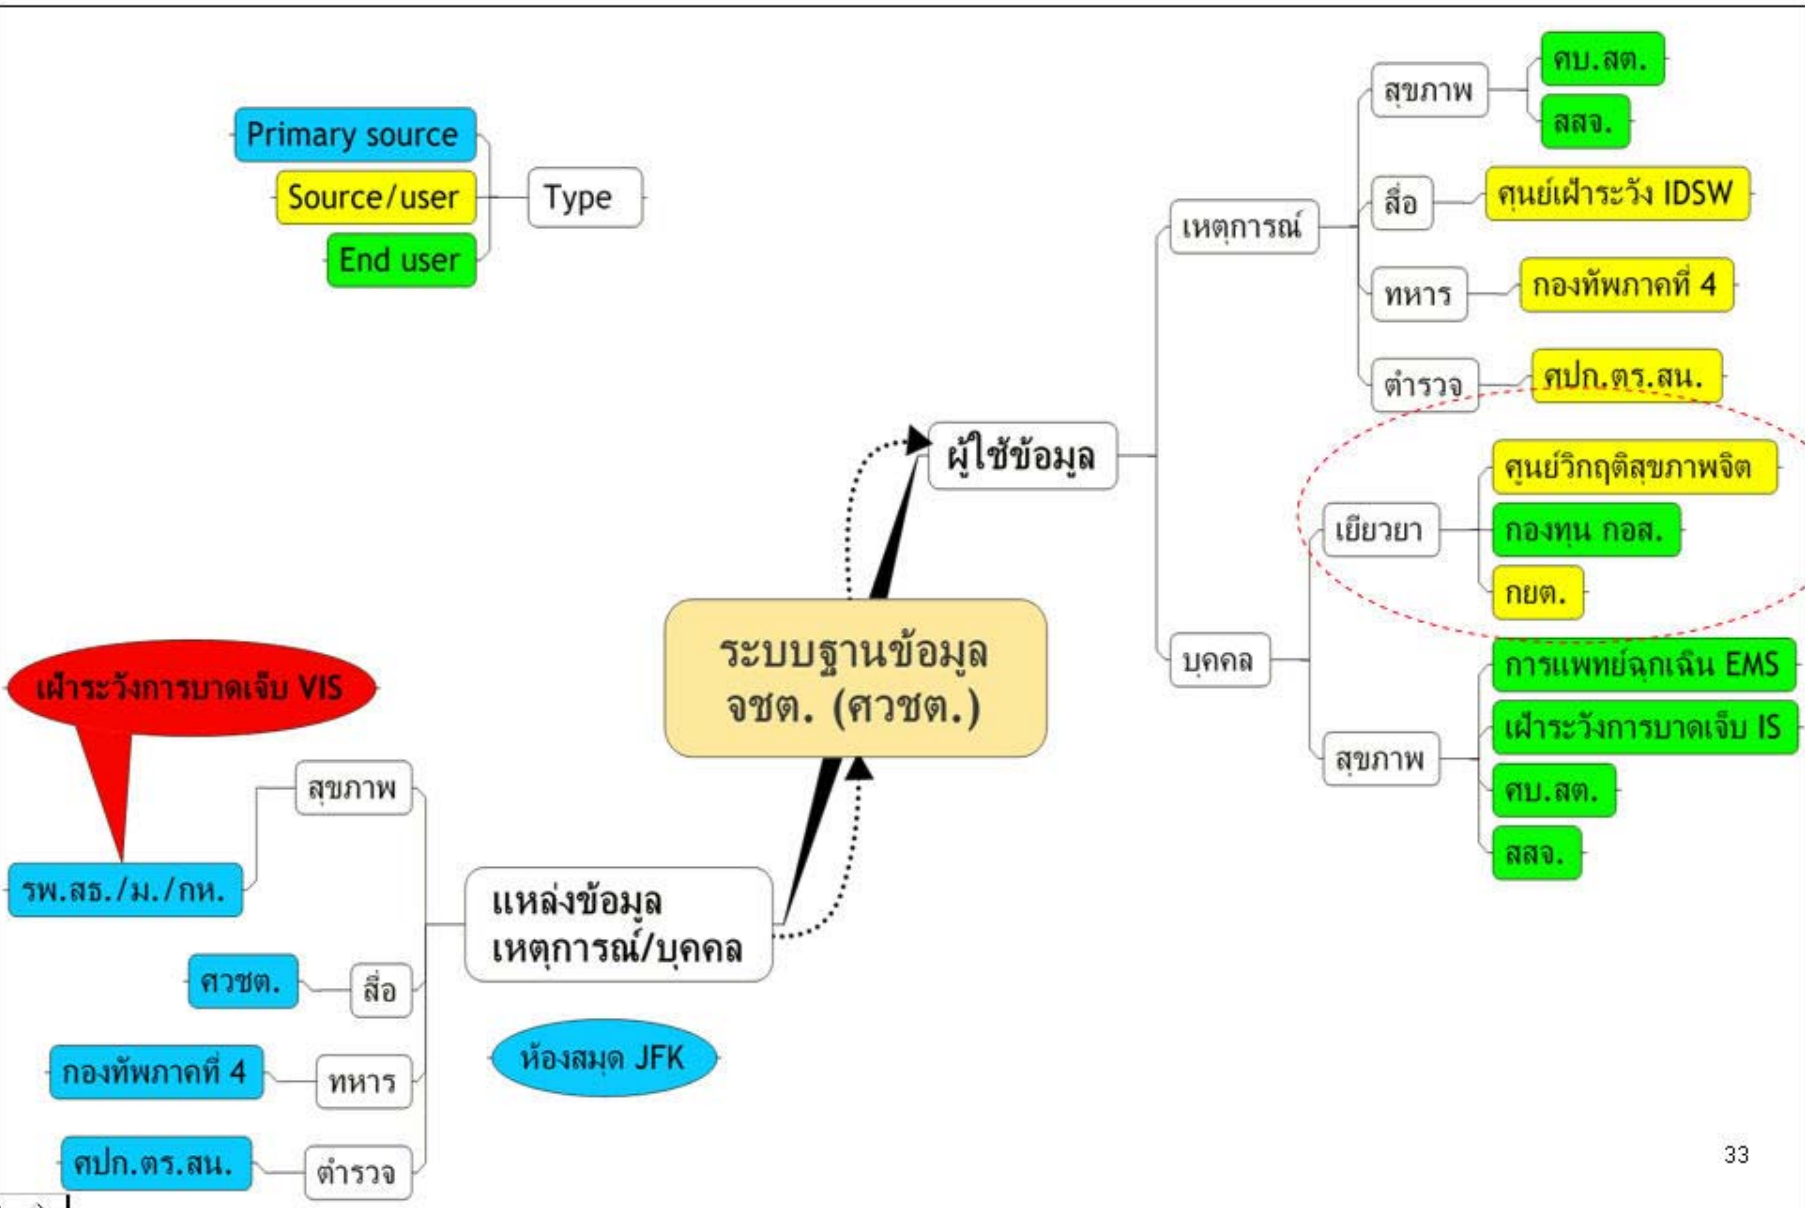 Primary source
Source/user
End user
Type
สุขภาพ
ศบ.สต.
สสจ.
เหตุการณ์
สื่อ
ศูนย์เฝ้าระวัง IDSW
ทหาร
กองทัพภาคที่ 4
ตำรวจ
ศปก.ตร.สน.
ผู้ใช้ข้อมูล
เยียวยา
ศูนย์วิกฤติสุขภาพจิต
กองทุน กอส.
กยต.
บุคคล
สุขภาพ
การแพทย์ฉุกเฉิน EMS
เฝ้าระวังการบาดเจ็บ IS
ศบ.สต.
สสจ.
ระบบฐานข้อมูล
จชต. (ศวชต.)
เฝ้าระวังการบาดเจ็บ VIS
สุขภาพ
รพ.สธ./ม./กห.
แหล่งข้อมูล
เหตุการณ์/บุคคล
ศวชต.
สื่อ
กองทัพภาคที่ 4
ทหาร
ศปก.ตร.สน.
ตำรวจ
ห้องสมุด JFK
33